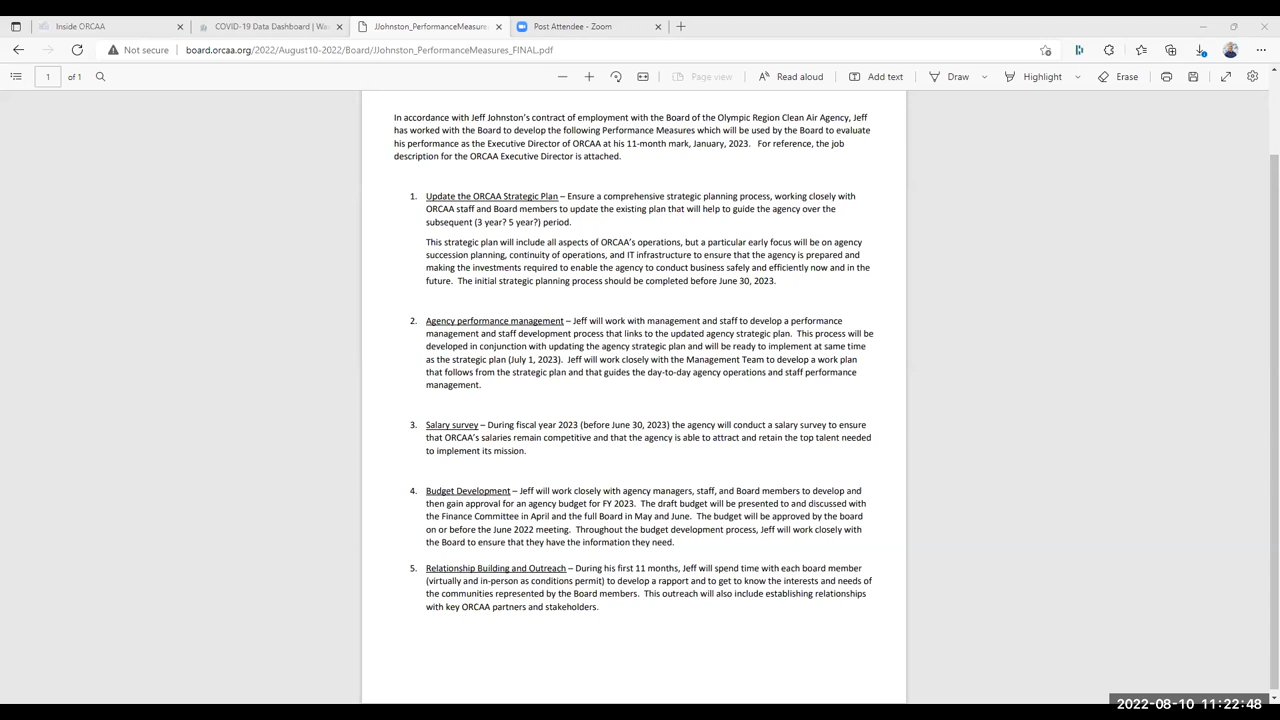 Inside ORCAA
COVID-19 Data Dashboard | Was
JJohnston_PerformanceMeasures
Post Attendee - Zoom
Not secure
board.orcaa.org/2022/August10-2022/Board/JJohnston_PerformanceMeasures_FINAL.pdf
1 of 1
Page view
Read aloud
Add text
Draw
Highlight
Erase
In accordance with Jeff Johnston's contract of employment with the Board of the Olympic Region Clean Air Agency, Jeff
has worked with the Board to develop the following Performance Measures which will be used by the Board to evaluate
his performance as the Executive Director of ORCAA at his 11-month mark, January, 2023. For reference, the job
description for the ORCAA Executive Director is attached.
1. Update the ORCAA Strategic Plan – Ensure a comprehensive strategic planning process, working closely with
ORCAA staff and Board members to update the existing plan that will help to guide the agency over the
subsequent (3 year? 5 year?) period.
This strategic plan will include all aspects of ORCAA's operations, but a particular early focus will be on agency
succession planning, continuity of operations, and IT infrastructure to ensure that the agency is prepared and
making the investments required to enable the agency to conduct business safely and efficiently now and in the
future. The initial strategic planning process should be completed before June 30, 2023.
2. Agency performance management – Jeff will work with management and staff to develop a performance
management and staff development process that links to the updated agency strategic plan. This process will be
developed in conjunction with updating the agency strategic plan and will be ready to implement at same time
as the strategic plan (July 1, 2023). Jeff will work closely with the Management Team to develop a work plan
that follows from the strategic plan and that guides the day-to-day agency operations and staff performance
management.
3. Salary survey – During fiscal year 2023 (before June 30, 2023) the agency will conduct a salary survey to ensure
that ORCAA's salaries remain competitive and that the agency is able to attract and retain the top talent needed
to implement its mission.
4. Budget Development – Jeff will work closely with agency managers, staff, and Board members to develop and
then gain approval for an agency budget for FY 2023. The draft budget will be presented to and discussed with
the Finance Committee in April and the full Board in May and June. The budget will be approved by the board
on or before the June 2022 meeting. Throughout the budget development process, Jeff will work closely with
the Board to ensure that they have the information they need.
5. Relationship Building and Outreach – During his first 11 months, Jeff will spend time with each board member
(virtually and in-person as conditions permit) to develop a rapport and to get to know the interests and needs of
the communities represented by the Board members. This outreach will also include establishing relationships
with key ORCAA partners and stakeholders.
2022-08-10 11:22:48